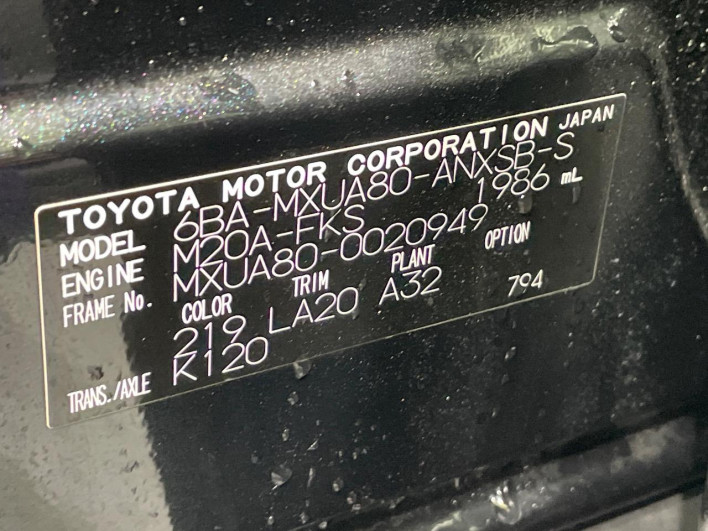 TOYOTA MOTOR CORPORATION JAPAN
MODEL 6BA-MXUA80-ANXSB-S
ENGINE M20A-FKS 1986 mL
FRAME No. MXUA80-0020949
COLOR TRIM PLANT OPTION
219 LA20 A32 794
TRANS./AXLE K120